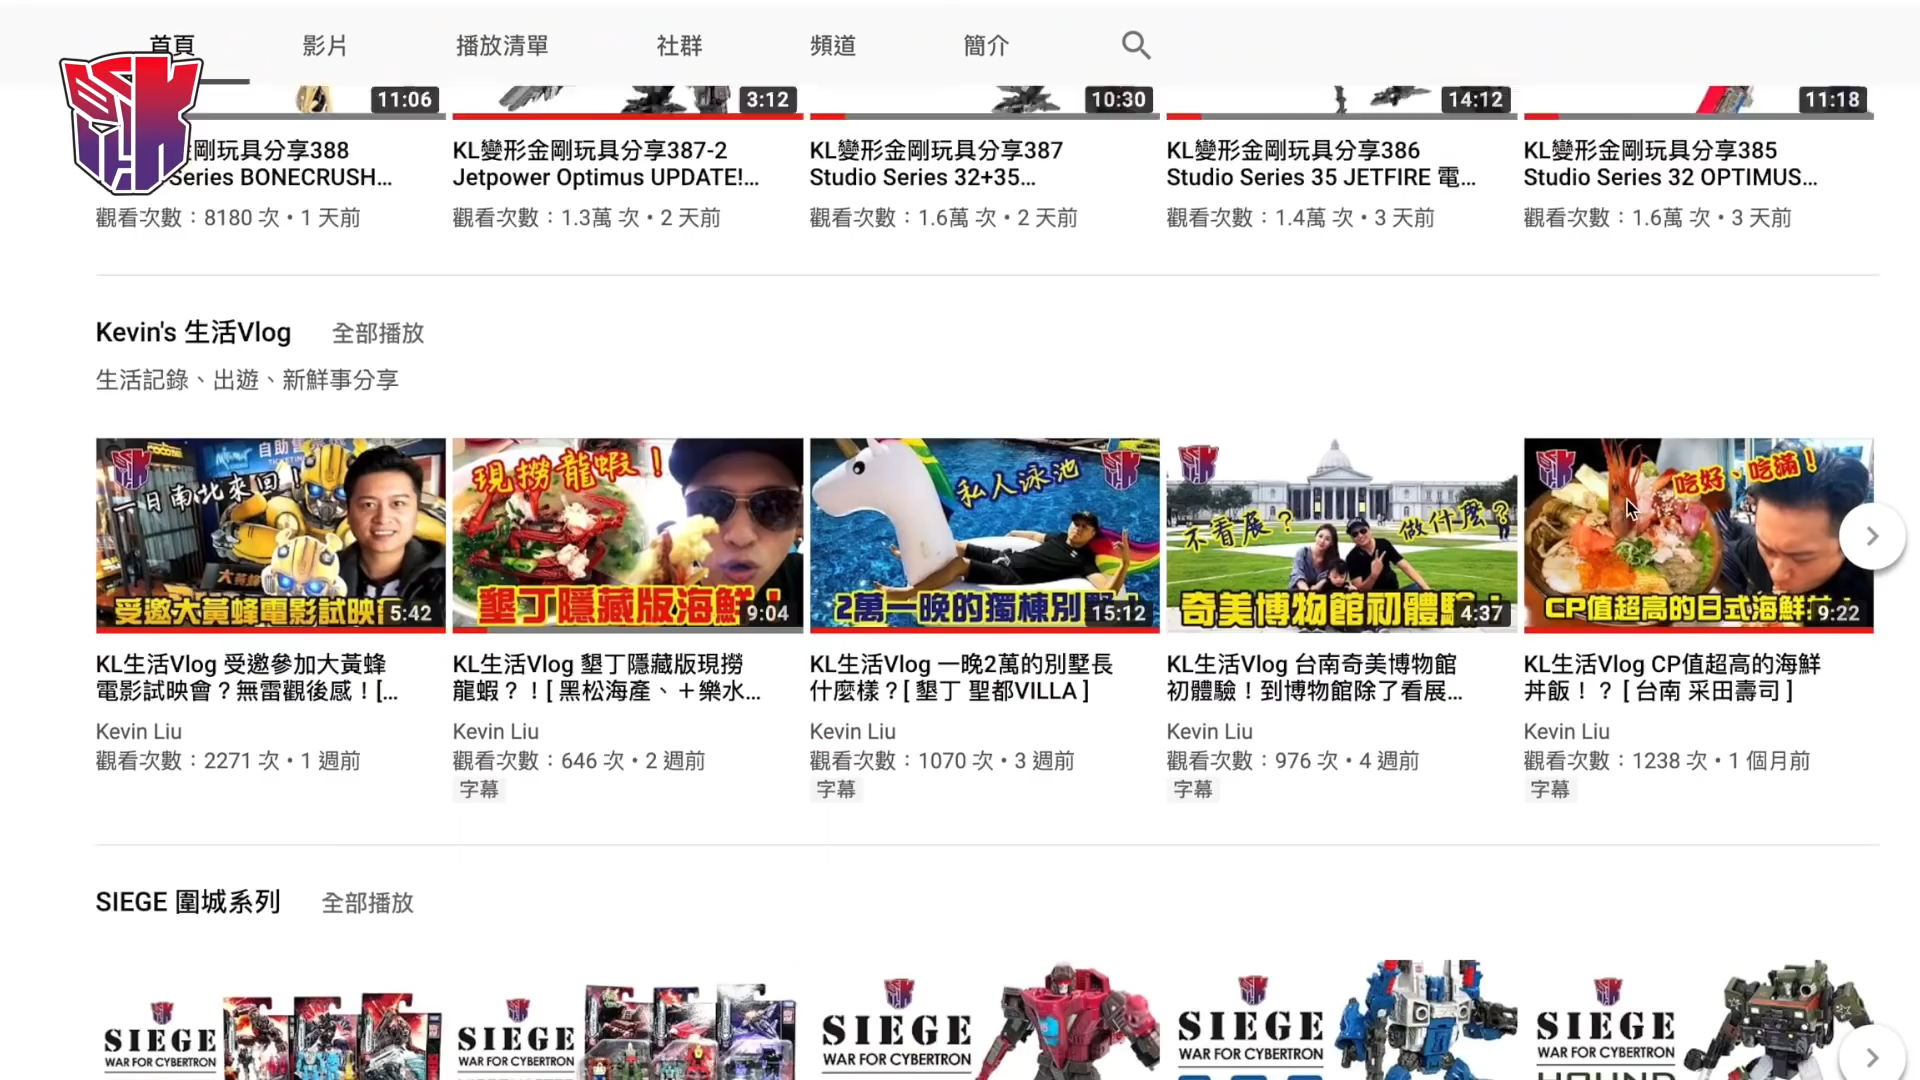 首頁
影片
播放清單
社群
頻道
簡介
11:06
3:12
10:30
14:12
11:18
剛玩具分享388
Series BONECRUSH...
觀看次數：8180 次・1 天前
KL變形金剛玩具分享387-2
Jetpower Optimus UPDATE!...
觀看次數：1.3萬 次・2 天前
KL變形金剛玩具分享387
Studio Series 32+35...
觀看次數：1.6萬 次・2 天前
KL變形金剛玩具分享386
Studio Series 35 JETFIRE 電...
觀看次數：1.4萬 次・3 天前
KL變形金剛玩具分享385
Studio Series 32 OPTIMUS...
觀看次數：1.6萬 次・3 天前
Kevin's 生活Vlog
全部播放
生活記錄、出遊、新鮮事分享
自助售
一日南北來回！
大黃蜂
受邀大黃蜂電影試映
5:42
現撈龍蝦！
墾丁隱藏版海鮮！
9:04
私人泳池
2萬一晚的獨棟別
15:12
不看展？
做什麼？
奇美博物館初體驗
4:37
吃好、吃滿！
CP值超高的日式海鮮
9:22
KL生活Vlog 受邀參加大黃蜂
電影試映會？無雷觀後感！[...
Kevin Liu
觀看次數：2271 次・1 週前
KL生活Vlog 墾丁隱藏版現撈
龍蝦？！[ 黑松海產、＋樂水...
Kevin Liu
觀看次數：646 次・2 週前
字幕
KL生活Vlog 一晚2萬的別墅長
什麼樣？[ 墾丁 聖都VILLA ]
Kevin Liu
觀看次數：1070 次・3 週前
字幕
KL生活Vlog 台南奇美博物館
初體驗！到博物館除了看展...
Kevin Liu
觀看次數：976 次・4 週前
字幕
KL生活Vlog CP值超高的海鮮
丼飯！？ [ 台南 采田壽司 ]
Kevin Liu
觀看次數：1238 次・1 個月前
字幕
SIEGE 圍城系列
全部播放
SIEGE
WAR FOR CYBERTRON
SIEGE
WAR FOR CYBERTRON
SIEGE
WAR FOR CYBERTRON
SIEGE
WAR FOR CYBERTRON
SIEGE
WAR FOR CYBERTRON
HOUND